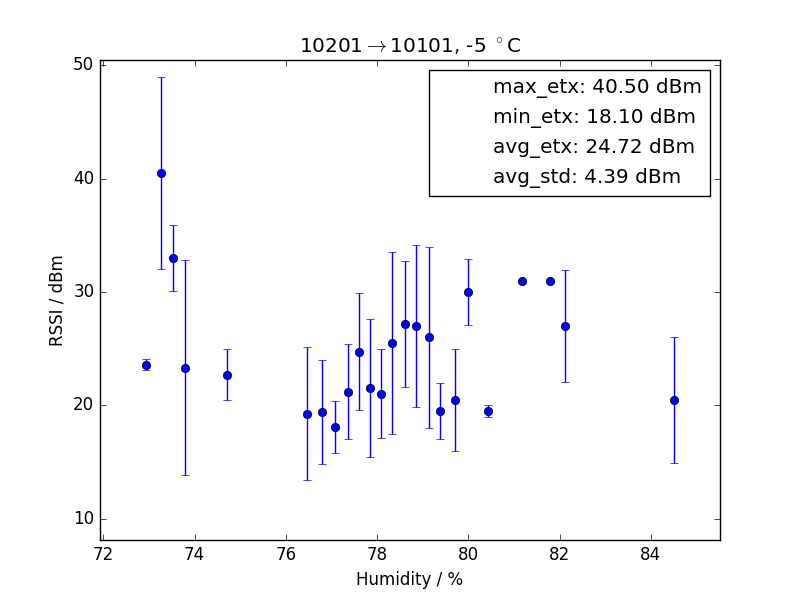 10201→10101, -5 °C
max_etx: 40.50 dBm
min_etx: 18.10 dBm
avg_etx: 24.72 dBm
avg_std: 4.39 dBm
50
40
30
20
10
RSSI / dBm
72 74 76 78 80 82 84
Humidity / %